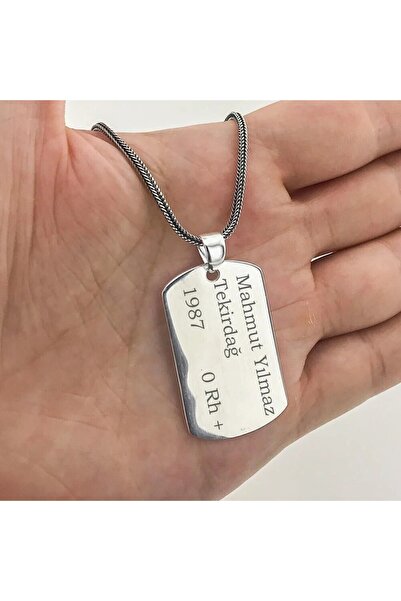 Mahmut Yılmaz
Tekirdağ
1987 0 Rh +